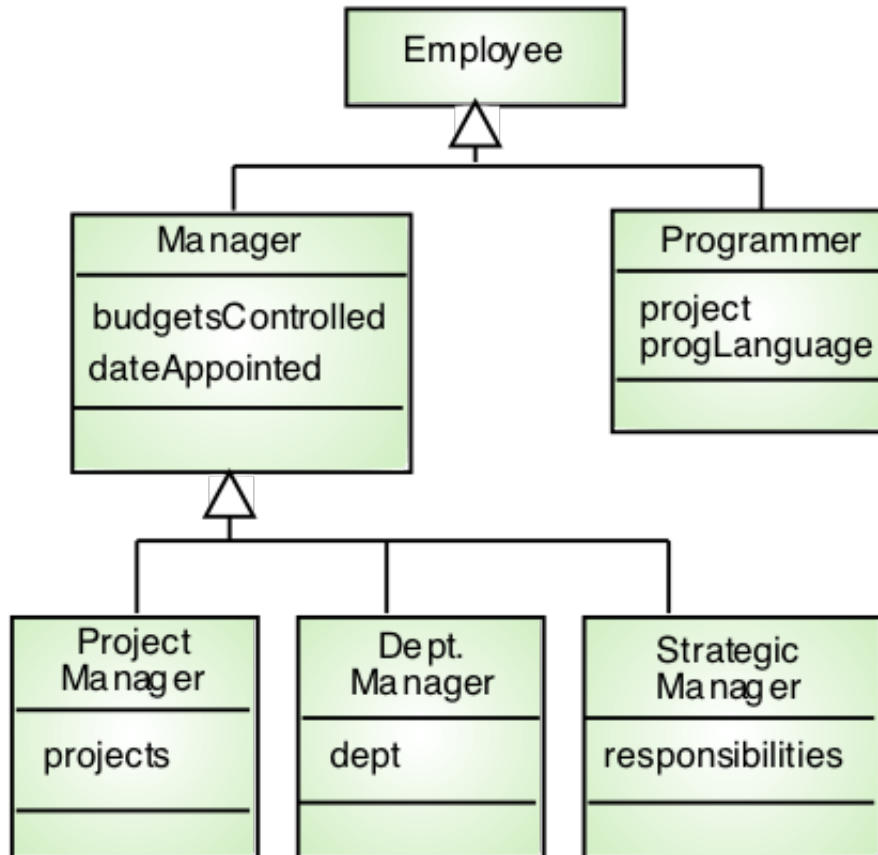 Employee
Manager
budgetsControlled
dateAppointed
Programmer
project
progLanguage
Project
Manager
projects
Dept.
Manager
dept
Strategic
Manager
responsibilities